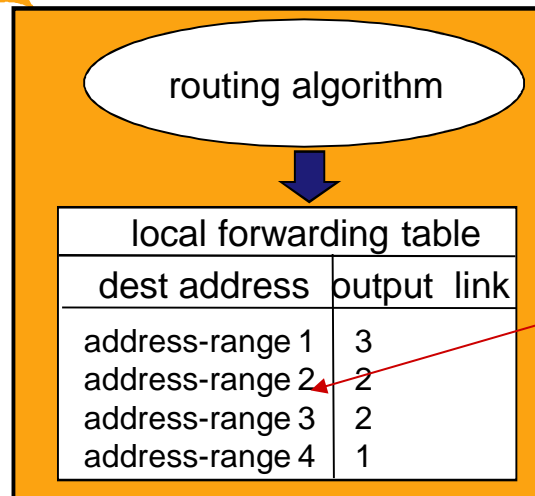 routing algorithm
local forwarding table
dest address output link
address-range 1 3
address-range 2 2
address-range 3 2
address-range 4 1